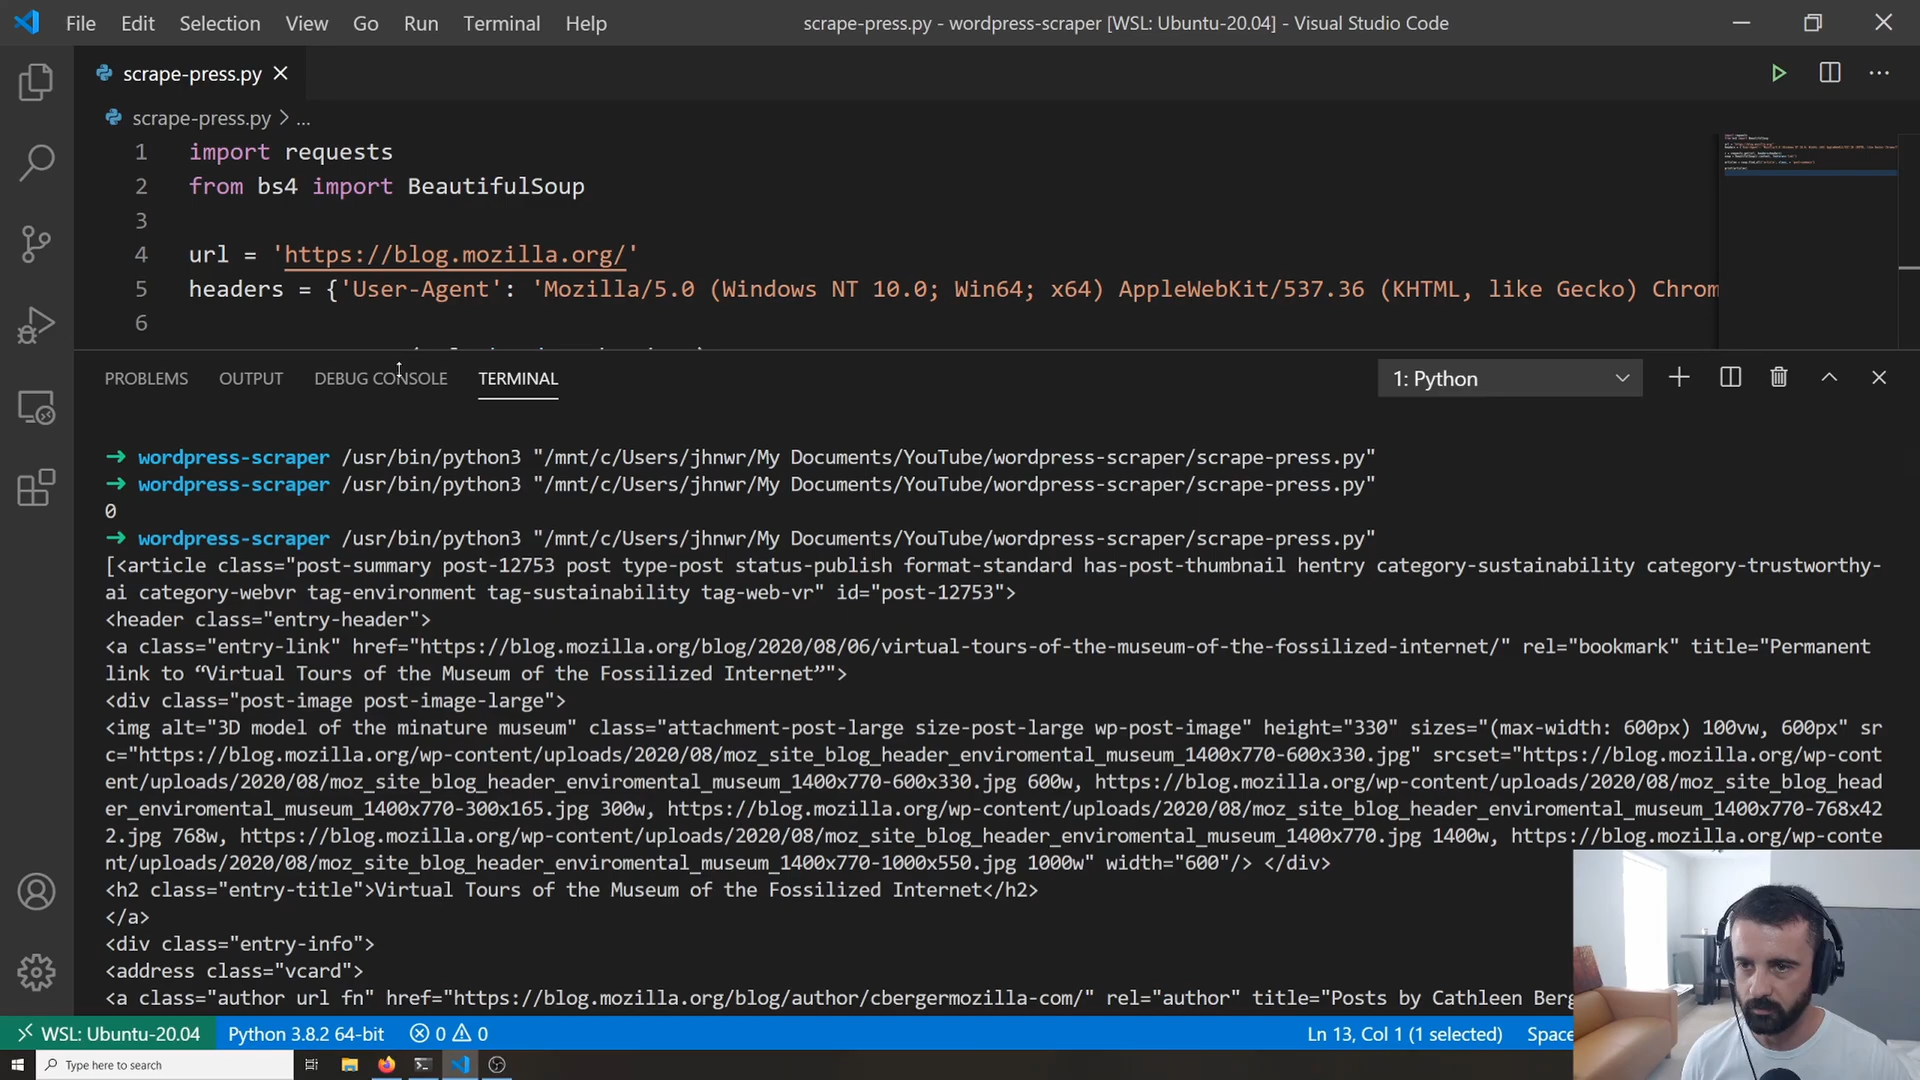 File Edit Selection View Go Run Terminal Help
scrape-press.py - wordpress-scraper [WSL: Ubuntu-20.04] - Visual Studio Code
scrape-press.py
scrape-press.py > ...
1 import requests
2 from bs4 import BeautifulSoup
3
4 url = 'https://blog.mozilla.org/'
5 headers = {'User-Agent': 'Mozilla/5.0 (Windows NT 10.0; Win64; x64) AppleWebKit/537.36 (KHTML, like Gecko) Chrom
6
PROBLEMS OUTPUT DEBUG CONSOLE TERMINAL 1: Python
→ wordpress-scraper /usr/bin/python3 "/mnt/c/Users/jhnwr/My Documents/YouTube/wordpress-scraper/scrape-press.py"
→ wordpress-scraper /usr/bin/python3 "/mnt/c/Users/jhnwr/My Documents/YouTube/wordpress-scraper/scrape-press.py"
0
→ wordpress-scraper /usr/bin/python3 "/mnt/c/Users/jhnwr/My Documents/YouTube/wordpress-scraper/scrape-press.py"
[<article class="post-summary post-12753 post type-post status-publish format-standard has-post-thumbnail hentry category-sustainability category-trustworthy-
ai category-webvr tag-environment tag-sustainability tag-web-vr" id="post-12753">
<header class="entry-header">
<a class="entry-link" href="https://blog.mozilla.org/blog/2020/08/06/virtual-tours-of-the-museum-of-the-fossilized-internet/" rel="bookmark" title="Permanent
link to “Virtual Tours of the Museum of the Fossilized Internet”">
<div class="post-image post-image-large">
<img alt="3D model of the minature museum" class="attachment-post-large size-post-large wp-post-image" height="330" sizes="(max-width: 600px) 100vw, 600px" sr
c="https://blog.mozilla.org/wp-content/uploads/2020/08/moz_site_blog_header_enviromental_museum_1400x770-600x330.jpg" srcset="https://blog.mozilla.org/wp-cont
ent/uploads/2020/08/moz_site_blog_header_enviromental_museum_1400x770-600x330.jpg 600w, https://blog.mozilla.org/wp-content/uploads/2020/08/moz_site_blog_head
er_enviromental_museum_1400x770-300x165.jpg 300w, https://blog.mozilla.org/wp-content/uploads/2020/08/moz_site_blog_header_enviromental_museum_1400x770-768x42
2.jpg 768w, https://blog.mozilla.org/wp-content/uploads/2020/08/moz_site_blog_header_enviromental_museum_1400x770.jpg 1400w, https://blog.mozilla.org/wp-conte
nt/uploads/2020/08/moz_site_blog_header_enviromental_museum_1400x770-1000x550.jpg 1000w" width="600"/> </div>
<h2 class="entry-title">Virtual Tours of the Museum of the Fossilized Internet</h2>
</a>
<div class="entry-info">
<address class="vcard">
<a class="author url fn" href="https://blog.mozilla.org/blog/author/cbergermozilla-com/" rel="author" title="Posts by Cathleen Berg
WSL: Ubuntu-20.04 Python 3.8.2 64-bit 0 0 Ln 13, Col 1 (1 selected) Space
Type here to search